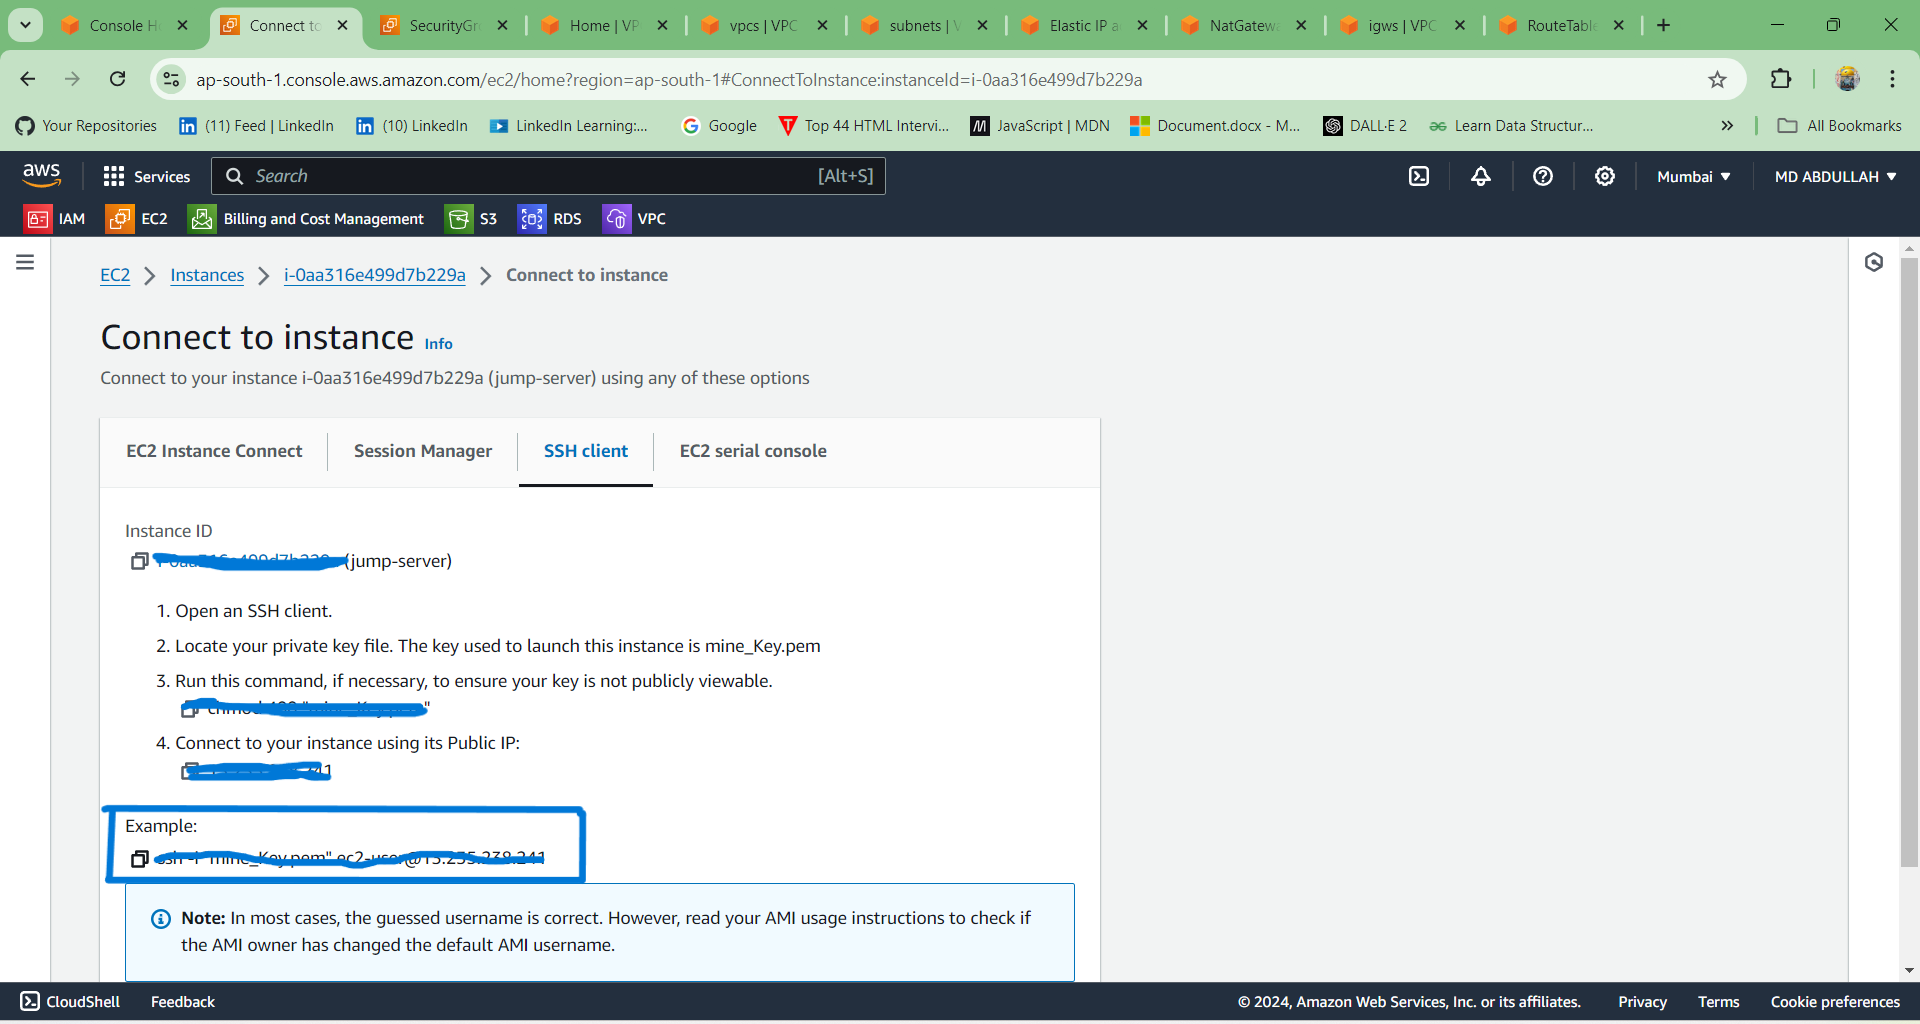 Console H
Connect to
SecurityGr
Home | VP
vpcs | VPC
subnets | V
Elastic IP a
NatGatewa
igws | VPC
RouteTable
ap-south-1.console.aws.amazon.com/ec2/home?region=ap-south-1#ConnectToInstance:instanceId=i-0aa316e499d7b229a
Your Repositories
(11) Feed | LinkedIn
(10) LinkedIn
LinkedIn Learning:...
Google
Top 44 HTML Intervi...
JavaScript | MDN
Document.docx - M...
DALL·E 2
Learn Data Structur...
All Bookmarks
aws
Services
Search
[Alt+S]
Mumbai
MD ABDULLAH
IAM
EC2
Billing and Cost Management
S3
RDS
VPC
EC2
Instances
i-0aa316e499d7b229a
Connect to instance
Connect to instance Info
Connect to your instance i-0aa316e499d7b229a (jump-server) using any of these options
EC2 Instance Connect
Session Manager
SSH client
EC2 serial console
Instance ID
(jump-server)
1. Open an SSH client.
2. Locate your private key file. The key used to launch this instance is mine_Key.pem
3. Run this command, if necessary, to ensure your key is not publicly viewable.
4. Connect to your instance using its Public IP:
Example:
Note: In most cases, the guessed username is correct. However, read your AMI usage instructions to check if
the AMI owner has changed the default AMI username.
CloudShell
Feedback
© 2024, Amazon Web Services, Inc. or its affiliates.
Privacy
Terms
Cookie preferences